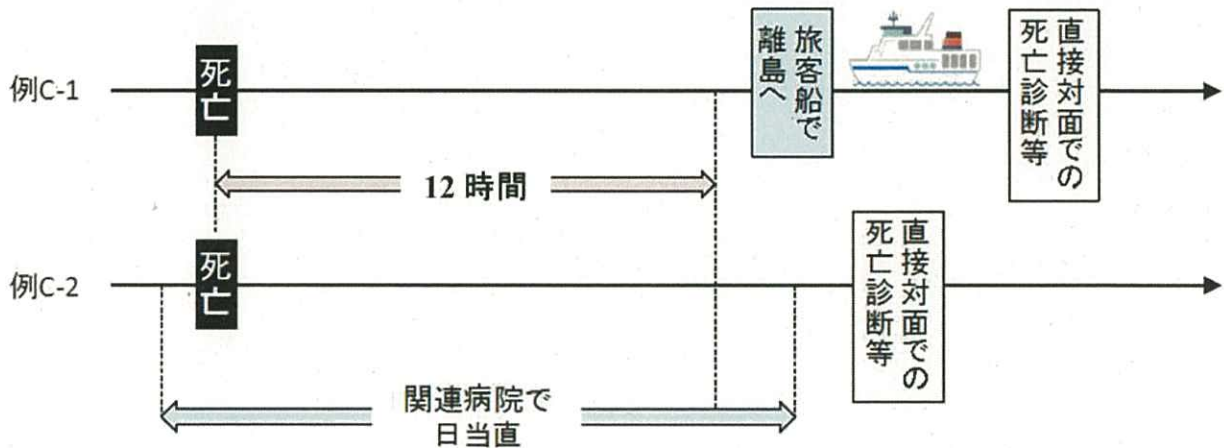 例C-1
死亡
旅客船で
離島へ
直接対面での
死亡診断等
12 時間
例C-2
死亡
直接対面での
死亡診断等
関連病院で
日当直